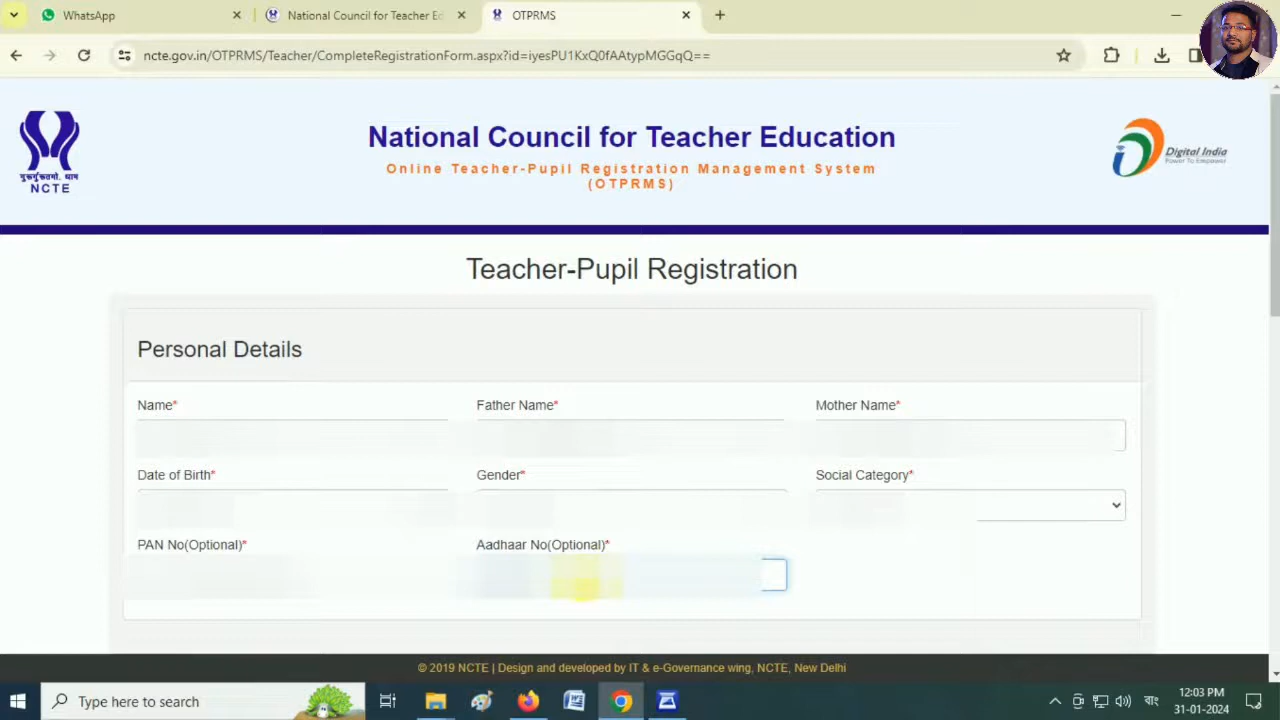 WhatsApp
National Council for Teacher Ed
OTPRMS
ncte.gov.in/OTPRMS/Teacher/CompleteRegistrationForm.aspx?id=iyesPU1KxQ0fAAtypMGGqQ==
NCTE
National Council for Teacher Education
Online Teacher-Pupil Registration Management System
(OTPRMS)
Digital India
Power To Empower
Teacher-Pupil Registration
Personal Details
Name*
Father Name*
Mother Name*
Date of Birth*
Gender*
Social Category*
PAN No(Optional)*
Aadhaar No(Optional)*
© 2019 NCTE | Design and developed by IT & e-Governance wing, NCTE, New Delhi
Type here to search
বাং
12:03 PM
31-01-2024